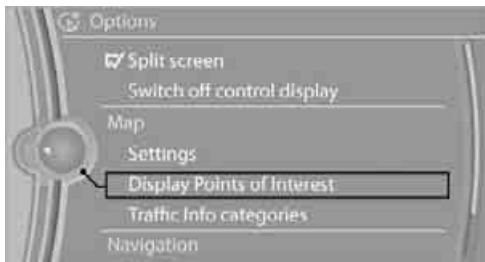 Options
Split screen
Switch off control display
Map
Settings
Display Points of Interest
Traffic Info categories
Navigation